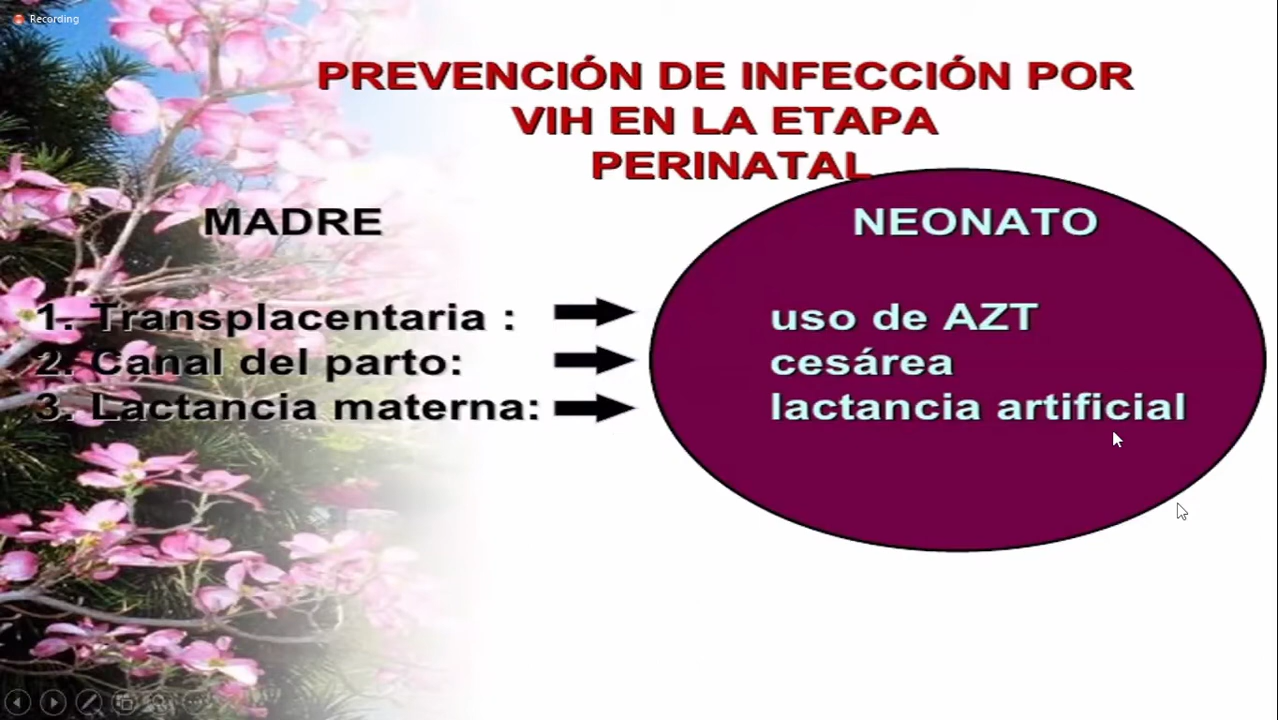 Recording
PREVENCIÓN DE INFECCIÓN POR
VIH EN LA ETAPA
PERINATAL
MADRE
NEONATO
1. Transplacentaria :
uso de AZT
2. Canal del parto:
cesárea
3. Lactancia materna:
lactancia artificial